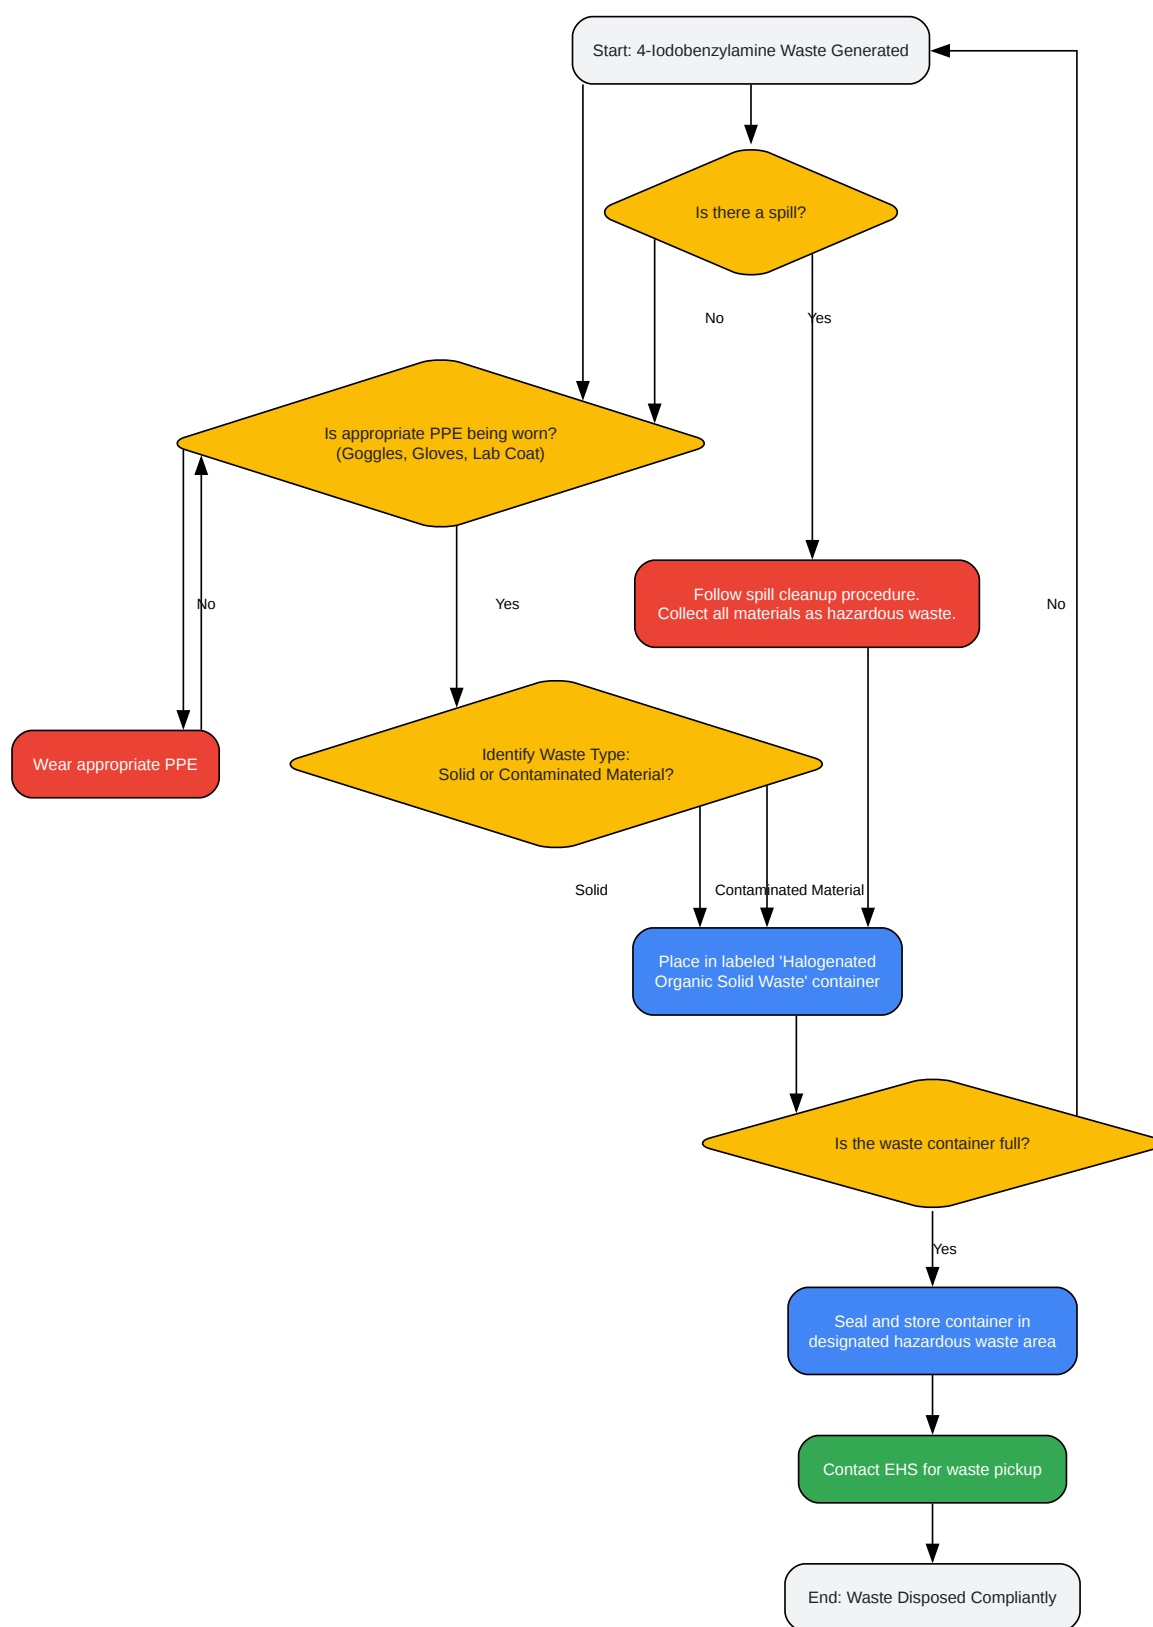 Start: 4-Iodobenzylamine Waste Generated
Is there a spill?
No
Yes
Is appropriate PPE being worn?
(Goggles, Gloves, Lab Coat)
Follow spill cleanup procedure.
Collect all materials as hazardous waste.
No
Yes
No
Wear appropriate PPE
Identify Waste Type:
Solid or Contaminated Material?
Solid
Contaminated Material
Place in labeled 'Halogenated
Organic Solid Waste' container
Is the waste container full?
Yes
Seal and store container in
designated hazardous waste area
Contact EHS for waste pickup
End: Waste Disposed Compliantly